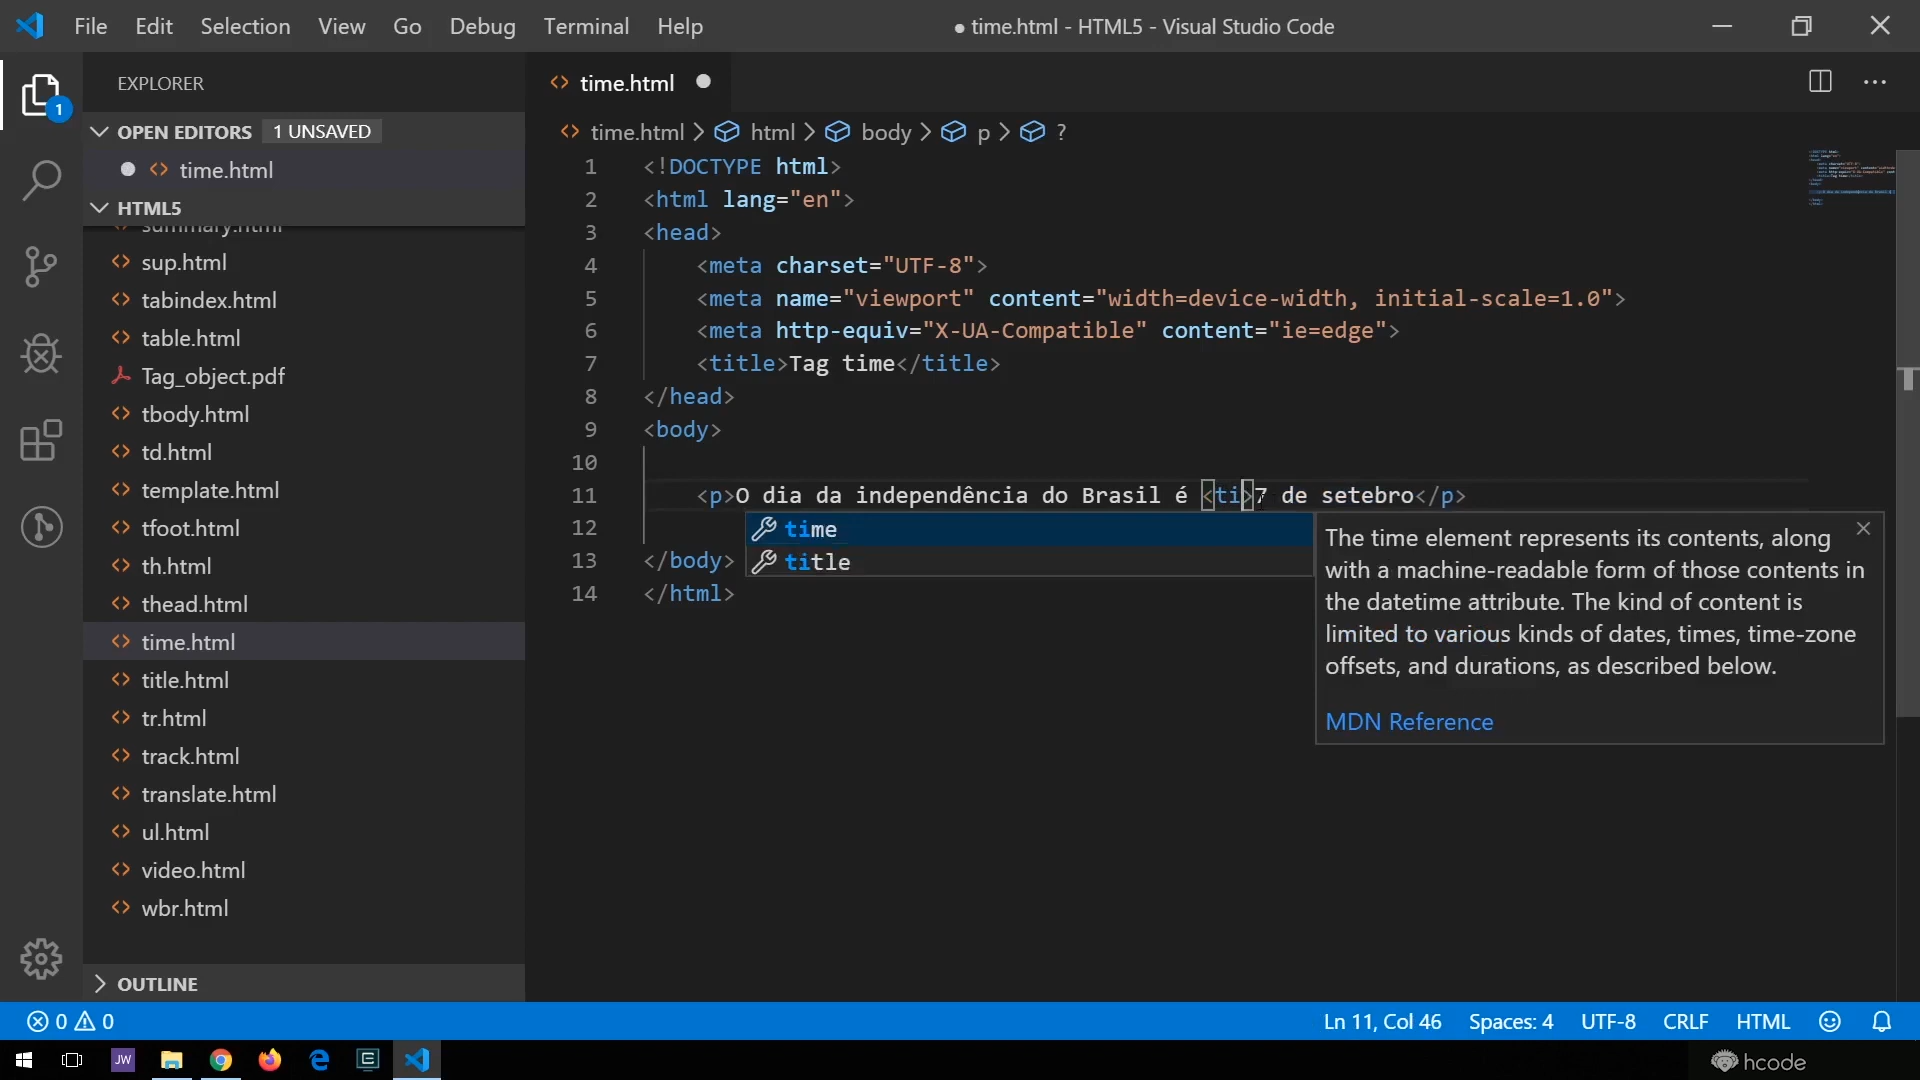 File Edit Selection View Go Debug Terminal Help
● time.html - HTML5 - Visual Studio Code
EXPLORER
1
OPEN EDITORS 1 UNSAVED
time.html
HTML5
summary.html
sup.html
tabindex.html
table.html
Tag_object.pdf
tbody.html
td.html
template.html
tfoot.html
th.html
thead.html
time.html
title.html
tr.html
track.html
translate.html
ul.html
video.html
wbr.html
OUTLINE
time.html
time.html > html > body > p > ?
1 <!DOCTYPE html>
2 <html lang="en">
3 <head>
4 <meta charset="UTF-8">
5 <meta name="viewport" content="width=device-width, initial-scale=1.0">
6 <meta http-equiv="X-UA-Compatible" content="ie=edge">
7 <title>Tag time</title>
8 </head>
9 <body>
10
11 <p>O dia da independência do Brasil é <ti>7 de setebro</p>
12
13 </body>
14 </html>
time
title
The time element represents its contents, along
with a machine-readable form of those contents in
the datetime attribute. The kind of content is
limited to various kinds of dates, times, time-zone
offsets, and durations, as described below.
MDN Reference
0 0
Ln 11, Col 46 Spaces: 4 UTF-8 CRLF HTML
JW
hcode